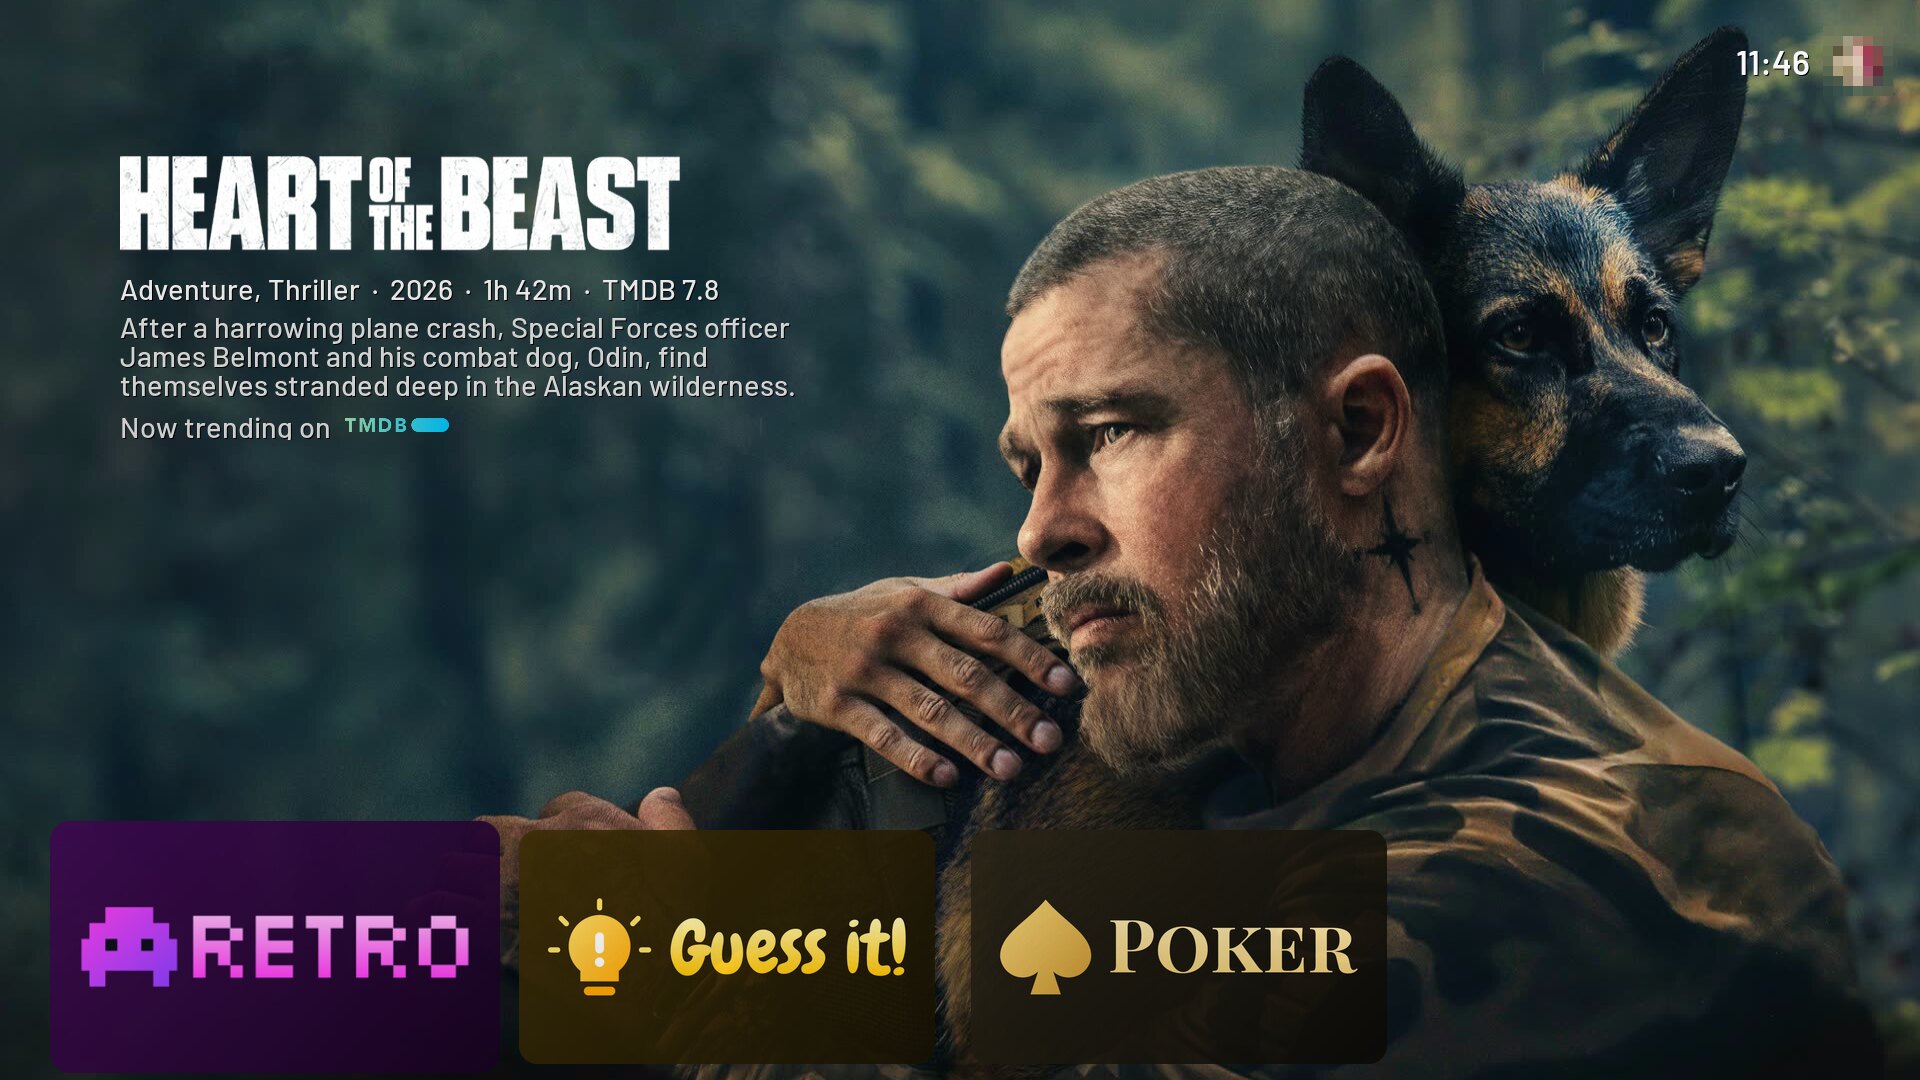 11:46
HEART OF THE BEAST
Adventure, Thriller · 2026 · 1h 42m · TMDB 7.8
After a harrowing plane crash, Special Forces officer
James Belmont and his combat dog, Odin, find
themselves stranded deep in the Alaskan wilderness.
Now trending on TMDB
RETRO
Guess it!
POKER